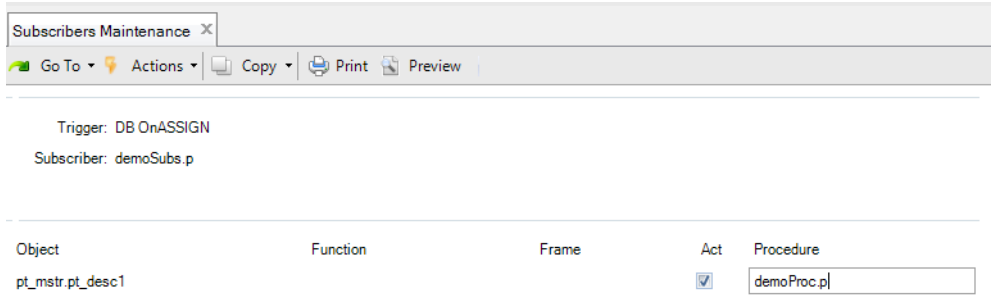 Subscribers Maintenance X
Go To Actions Copy Print Preview
Trigger: DB OnASSIGN
Subscriber: demoSubs.p
Object Function Frame Act Procedure
pt_mstr.pt_desc1 demoProc.p